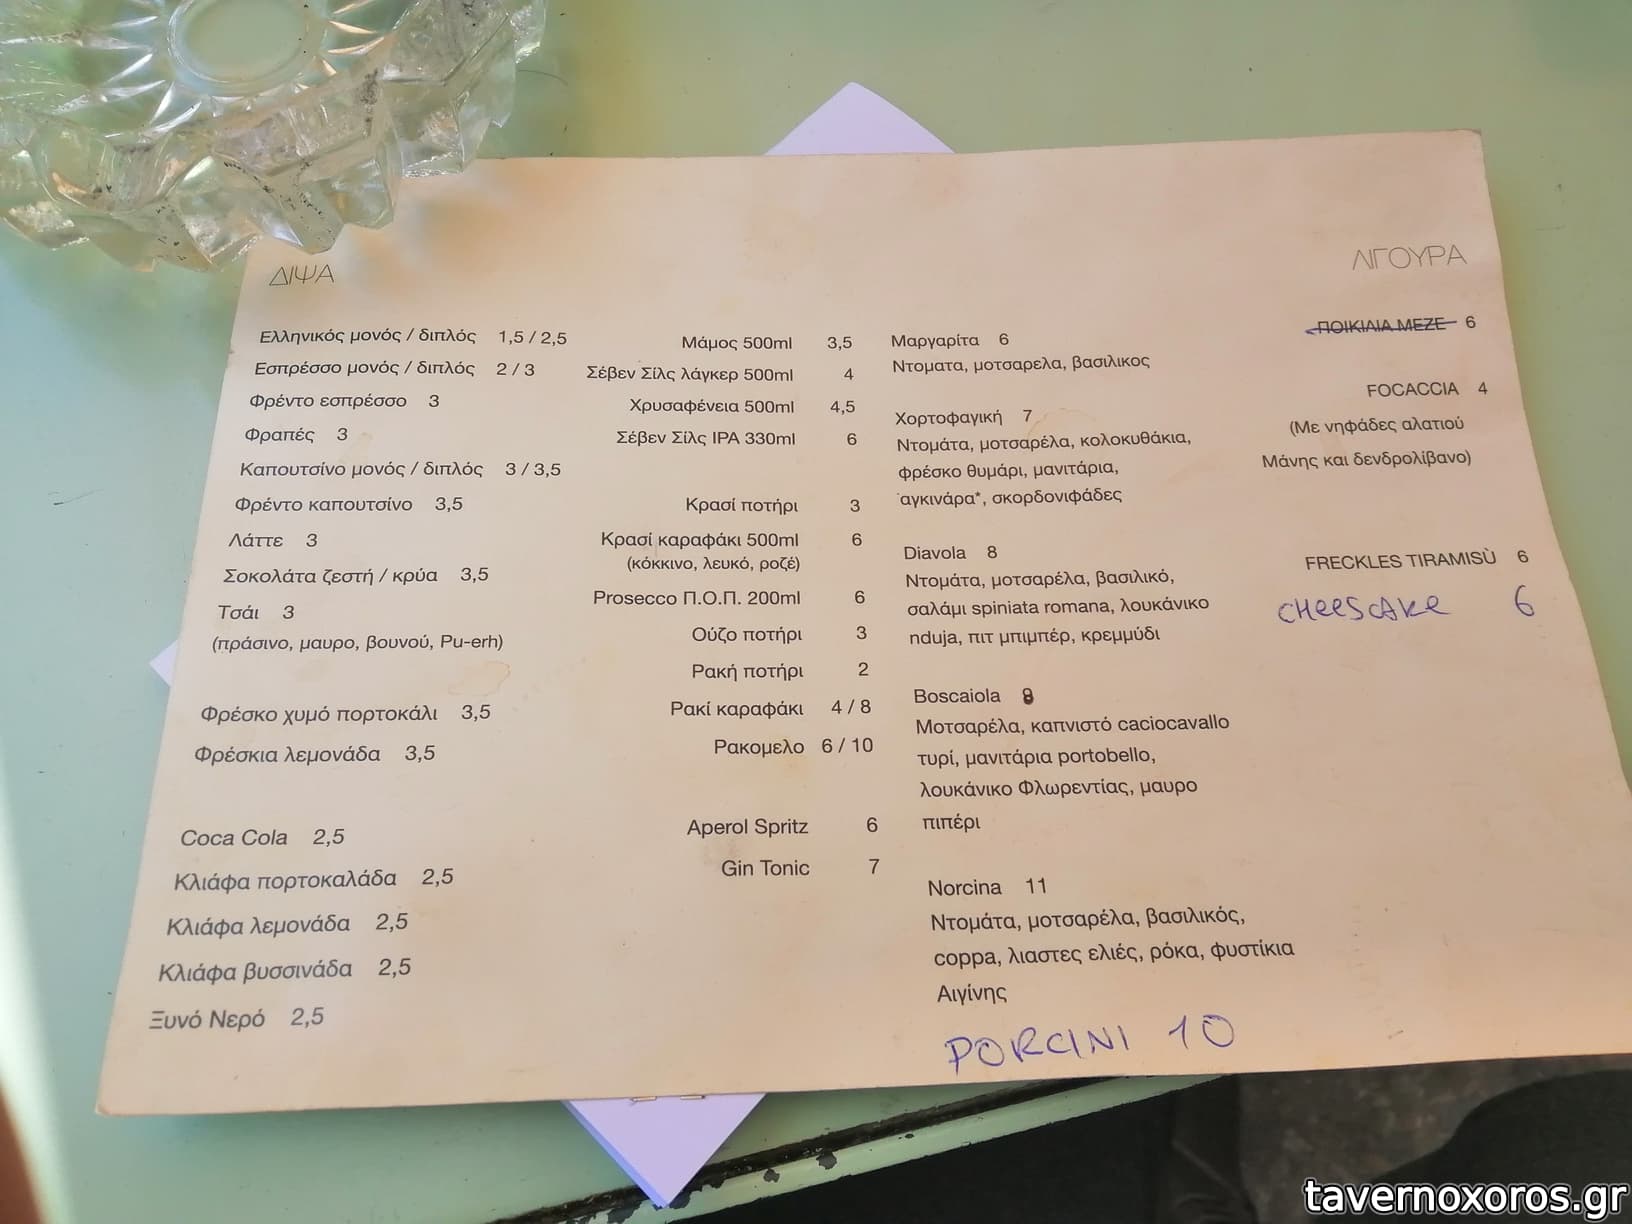 ΔΙΨΑ
Ελληνικός μονός / διπλός 1,5 / 2,5
Εσπρέσσο μονός / διπλός 2 / 3
Φρέντο εσπρέσσο 3
Φραπές 3
Καπουτσίνο μονός / διπλός 3 / 3,5
Φρέντο καπουτσίνο 3,5
Λάττε 3
Σοκολάτα ζεστή / κρύα 3,5
Τσάι 3
(πράσινο, μαυρο, βουνού, Pu-erh)
Φρέσκο χυμό πορτοκάλι 3,5
Φρέσκια λεμονάδα 3,5
Coca Cola 2,5
Κλιάφα πορτοκαλάδα 2,5
Κλιάφα λεμονάδα 2,5
Κλιάφα βυσσινάδα 2,5
Ξυνό Νερό 2,5
Μάμος 500ml 3,5
Σέβεν Σίλς λάγκερ 500ml 4
Χρυσαφένεια 500ml 4,5
Σέβεν Σίλς IPA 330ml 6
Κρασί ποτήρι 3
Κρασί καραφάκι 500ml 6
(κόκκινο, λευκό, ροζέ)
Prosecco Π.Ο.Π. 200ml 6
Ούζο ποτήρι 3
Ρακή ποτήρι 2
Ρακί καραφάκι 4 / 8
Ρακομελο 6 / 10
Aperol Spritz 6
Gin Tonic 7
Μαργαρίτα 6
Ντοματα, μοτσαρελα, βασιλικος
Χορτοφαγική 7
Ντομάτα, μοτσαρέλα, κολοκυθάκια,
φρέσκο θυμάρι, μανιτάρια,
αγκινάρα*, σκορδονιφάδες
Diavola 8
Ντομάτα, μοτσαρέλα, βασιλικό,
σαλάμι spiniata romana, λουκάνικο
nduja, πιτ μπιμπέρ, κρεμμύδι
Boscaiola 8
Μοτσαρέλα, καπνιστό caciocavallo
τυρί, μανιτάρια portobello,
λουκάνικο Φλωρεντίας, μαυρο
πιπέρι
Norcina 11
Ντομάτα, μοτσαρέλα, βασιλικός,
coppa, λιαστες ελιές, ρόκα, φυστίκια
Αιγίνης
PORCINI 10
ΛΙΓΟΥΡΑ
ΠΟΙΚΙΛΙΑ ΜΕΖΕ 6
FOCACCIA 4
(Με νηφάδες αλατιού
Μάνης και δενδρολίβανο)
FRECKLES TIRAMISÙ 6
CHEESCAKE 6
tavernoxoros.gr